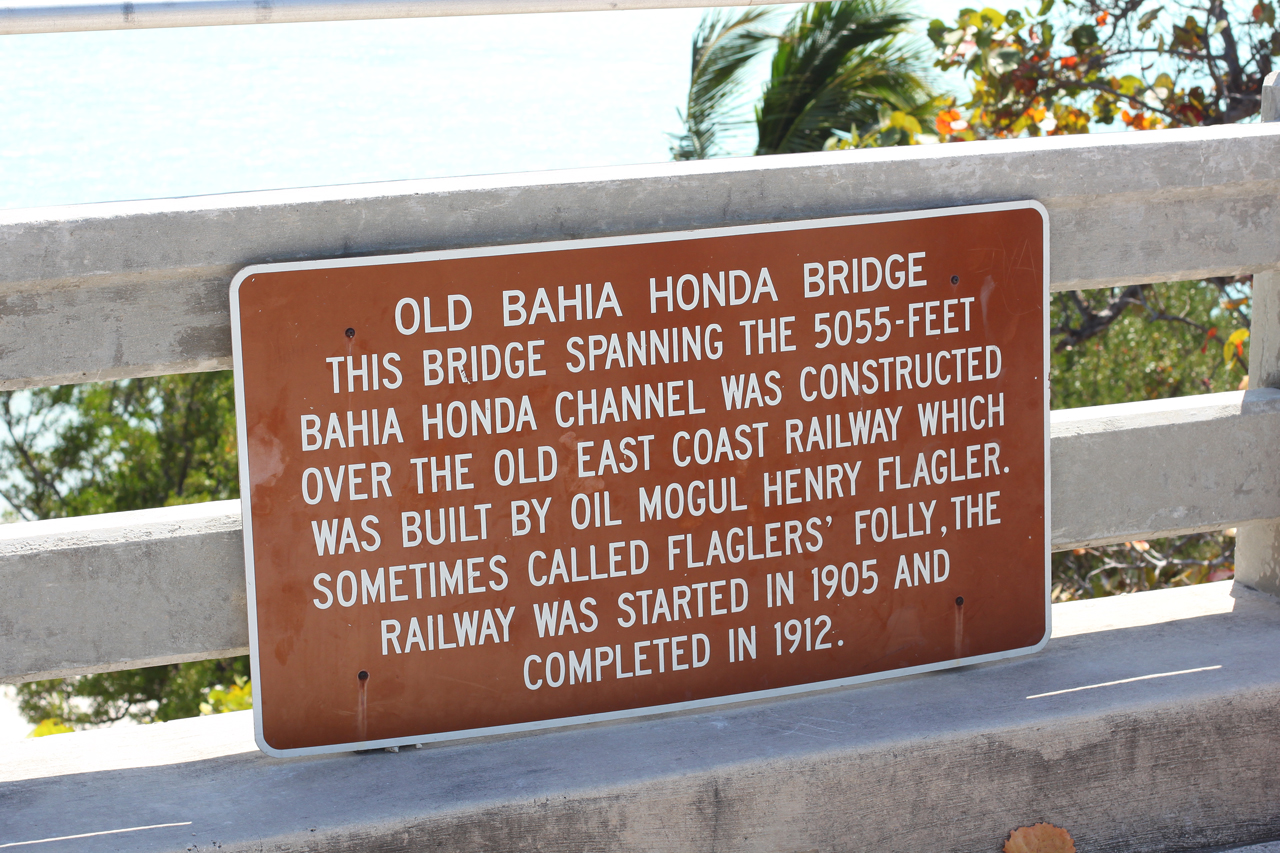 OLD BAHIA HONDA BRIDGE
THIS BRIDGE SPANNING THE 5055-FEET
BAHIA HONDA CHANNEL WAS CONSTRUCTED
OVER THE OLD EAST COAST RAILWAY WHICH
WAS BUILT BY OIL MOGUL HENRY FLAGLER.
SOMETIMES CALLED FLAGLERS' FOLLY, THE
RAILWAY WAS STARTED IN 1905 AND
COMPLETED IN 1912.